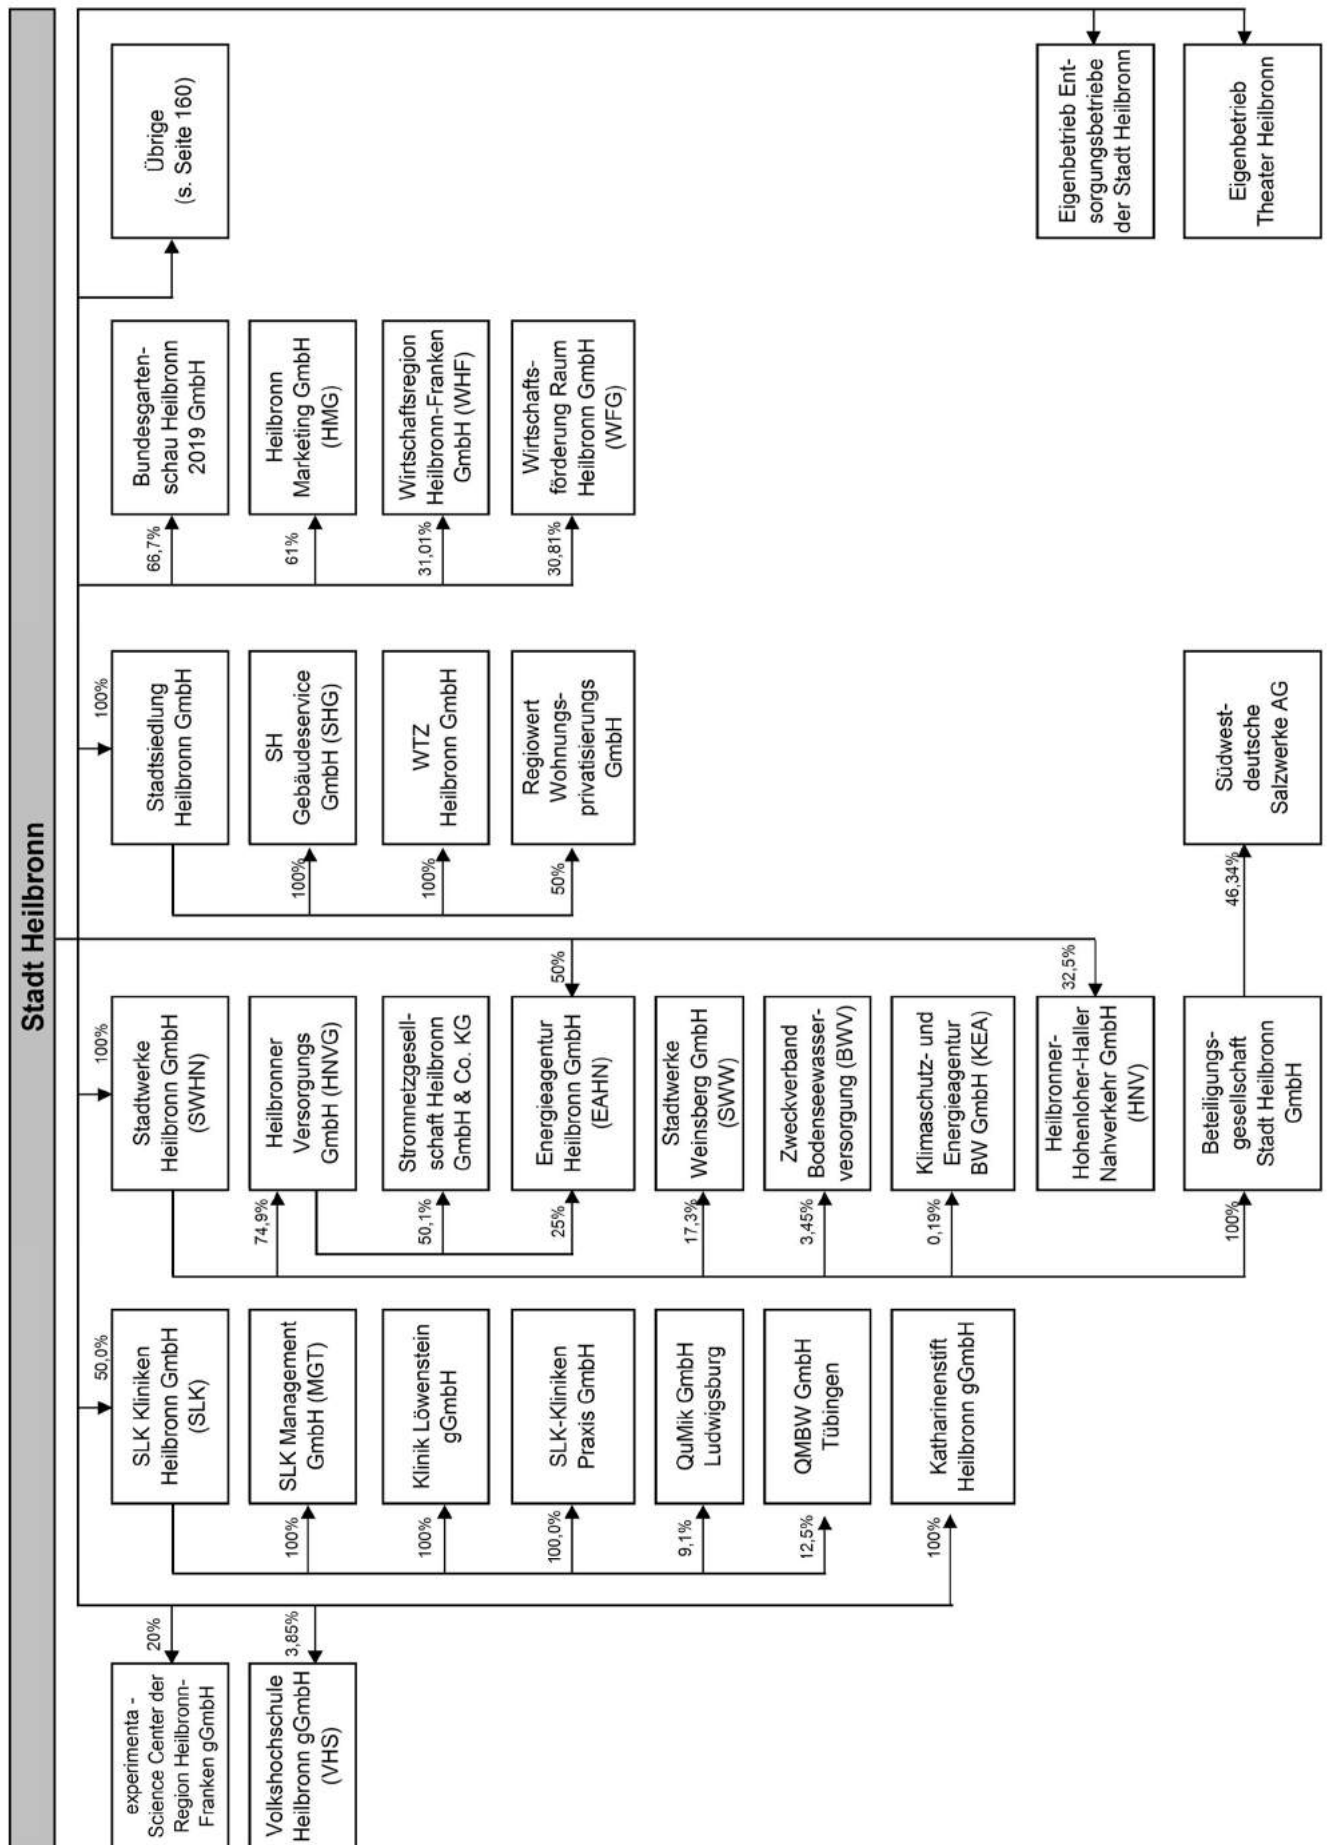 Stadt Heilbronn
20%
experimenta -
Science Center der
Region Heilbronn-
Franken gGmbH
3,85%
Volkshochschule
Heilbronn gGmbH
(VHS)
50,0%
SLK Kliniken
Heilbronn GmbH
(SLK)
100%
SLK Management
GmbH (MGT)
100%
Klinik Löwenstein
gGmbH
100,0%
SLK-Kliniken
Praxis GmbH
9,1%
QuMik GmbH
Ludwigsburg
12,5%
QMBW GmbH
Tübingen
100%
Katharinenstift
Heilbronn gGmbH
100%
Stadtwerke
Heilbronn GmbH
(SWHN)
74,9%
Heilbronner
Versorgungs
GmbH (HNVG)
50,1%
Stromnetzgesell-
schaft Heilbronn
GmbH & Co. KG
25%
Energieagentur
Heilbronn GmbH
(EAHN)
50%
17,3%
Stadtwerke
Weinsberg GmbH
(SWW)
3,45%
Zweckverband
Bodenseewasser-
versorgung (BWV)
0,19%
Klimaschutz- und
Energieagentur
BW GmbH (KEA)
32,5%
Heilbronner-
Hohenloher-Haller
Nahverkehr GmbH
(HNV)
100%
Beteiligungs-
gesellschaft
Stadt Heilbronn
GmbH
46,34%
Südwest-
deutsche
Salzwerke AG
100%
Stadtsiedlung
Heilbronn GmbH
100%
SH
Gebäudeservice
GmbH (SHG)
100%
WTZ
Heilbronn GmbH
50%
Regiowert
Wohnungs-
privatisierungs
GmbH
66,7%
Bundesgarten-
schau Heilbronn
2019 GmbH
61%
Heilbronn
Marketing GmbH
(HMG)
31,01%
Wirtschaftsregion
Heilbronn-Franken
GmbH (WHF)
30,81%
Wirtschafts-
förderung Raum
Heilbronn GmbH
(WFG)
Übrige
(s. Seite 160)
Eigenbetrieb Ent-
sorgungsbetriebe
der Stadt Heilbronn
Eigenbetrieb
Theater Heilbronn